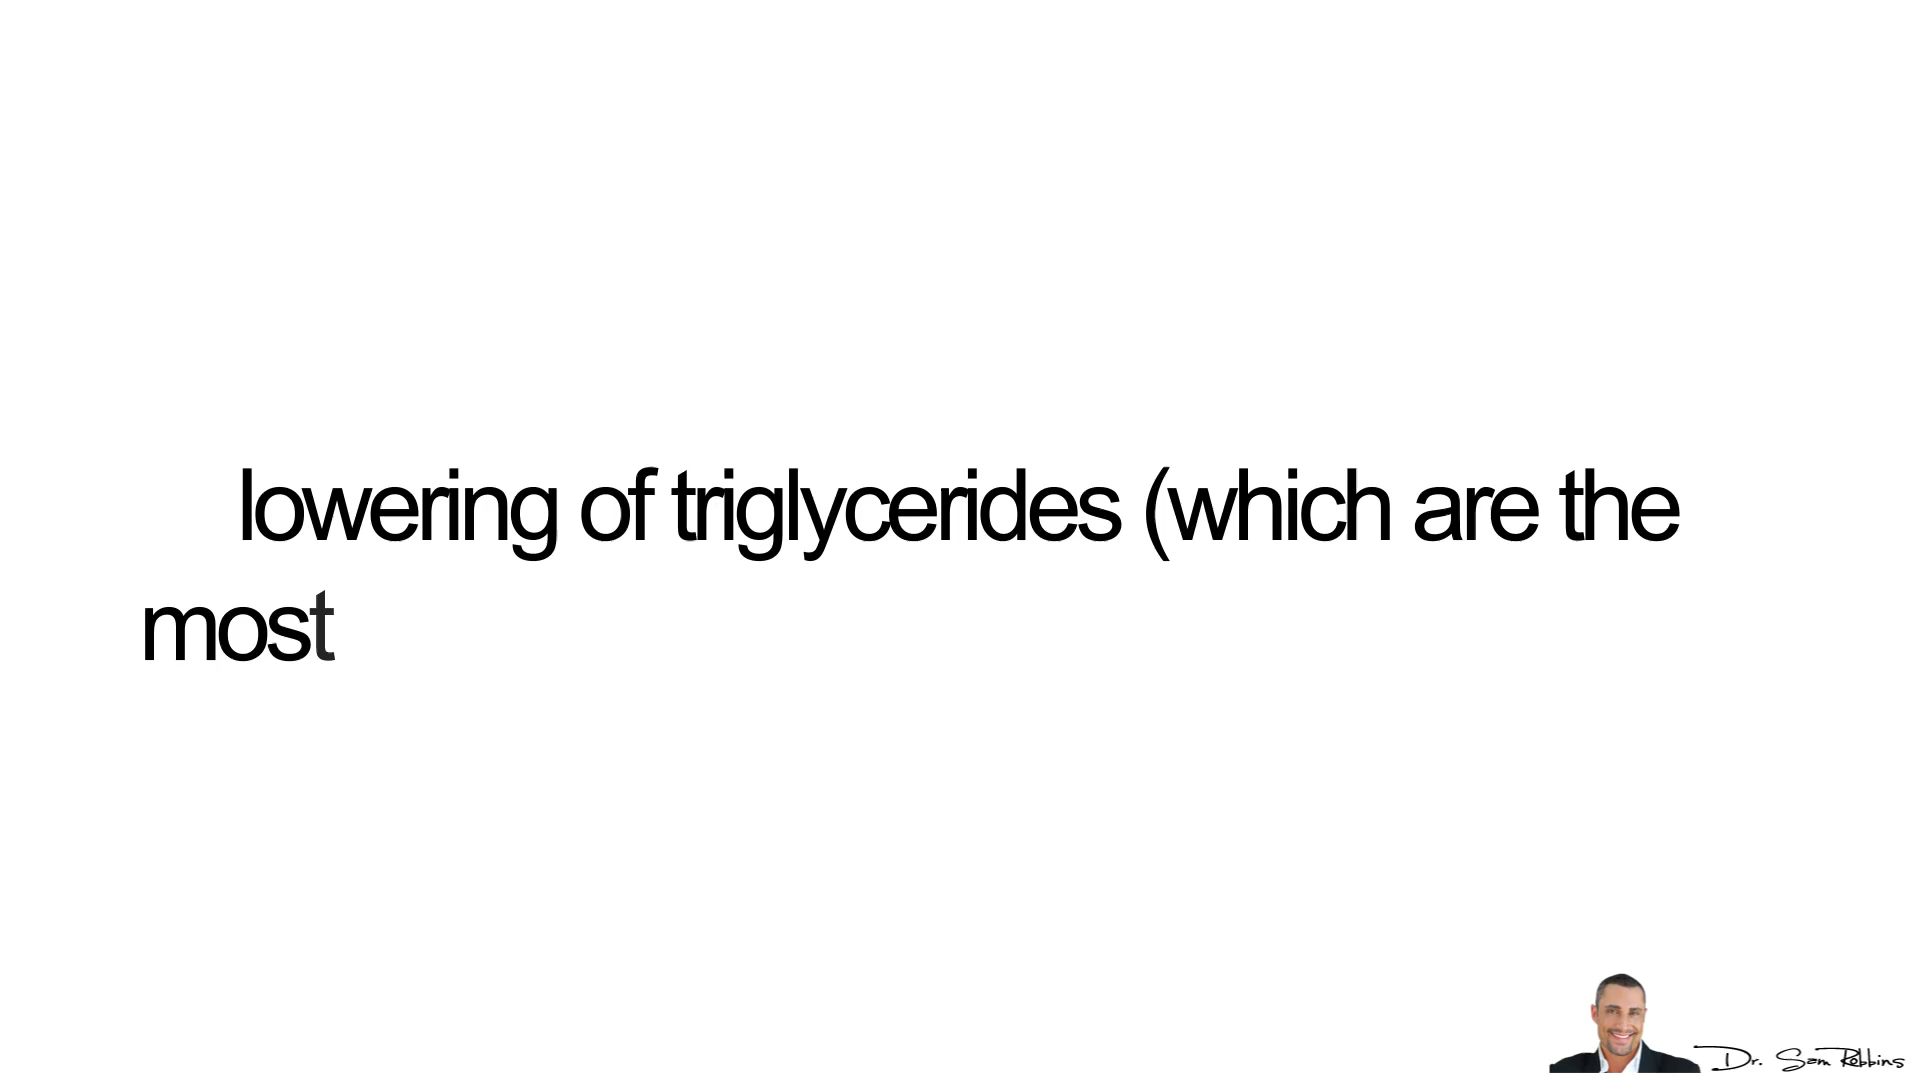 lowering of triglycerides (which are the
most
Dr. Sam Robbins